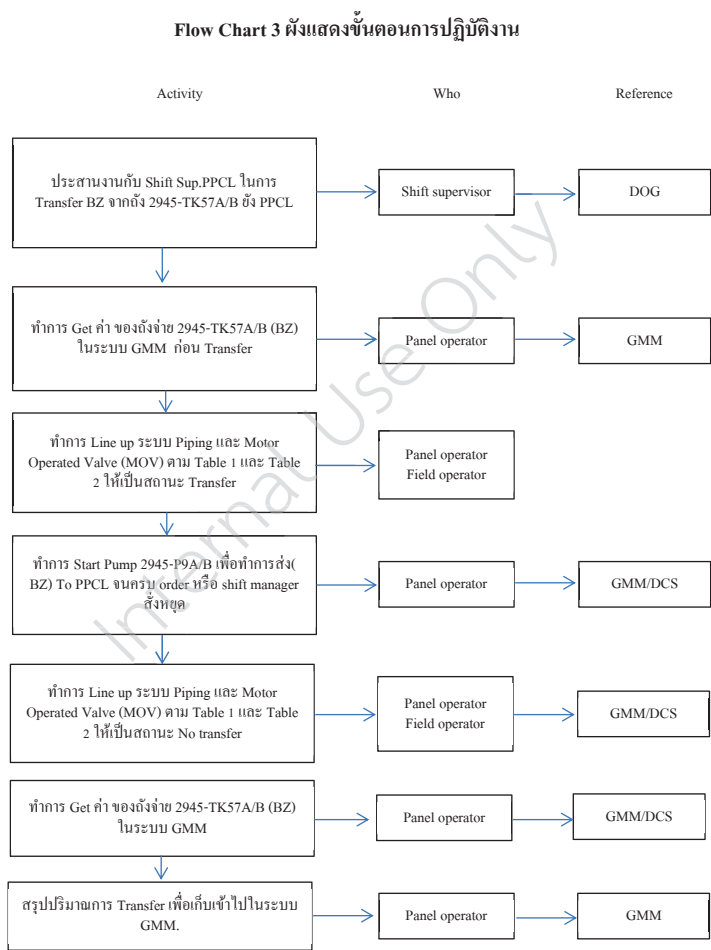 Flow Chart 3 ผังแสดงขั้นตอนการปฏิบัติงาน
Activity
Who
Reference
ประสานงานกับ Shift Sup.PPCL ในการ
Transfer BZ จากถัง 2945-TK57A/B ยัง PPCL
Shift supervisor
DOG
ทำการ Get ค่า ของถังจ่าย 2945-TK57A/B (BZ)
ในระบบ GMM ก่อน Transfer
Panel operator
GMM
ทำการ Line up ระบบ Piping และ Motor
Operated Valve (MOV) ตาม Table 1 และ Table
2 ให้เป็นสถานะ Transfer
Panel operator
Field operator
ทำการ Start Pump 2945-P9A/B เพื่อทำการส่ง(
BZ) To PPCL จนครบ order หรือ shift manager
สั่งหยุด
Panel operator
GMM/DCS
ทำการ Line up ระบบ Piping และ Motor
Operated Valve (MOV) ตาม Table 1 และ Table
2 ให้เป็นสถานะ No transfer
Panel operator
Field operator
GMM/DCS
ทำการ Get ค่า ของถังจ่าย 2945-TK57A/B (BZ)
ในระบบ GMM
Panel operator
GMM/DCS
สรุปปริมาณการ Transfer เพื่อเก็บเข้าไปในระบบ
GMM.
Panel operator
GMM
Internal Use Only